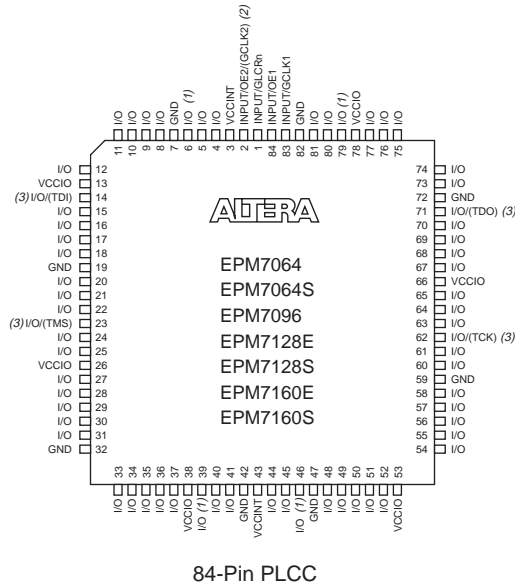 I/O
I/O
I/O
I/O
GND
I/O (1)
I/O
I/O
VCCINT
INPUT/OE2/(GCLK2) (2)
INPUT/GLCRn
INPUT/OE1
INPUT/GCLK1
GND
I/O
I/O
I/O (1)
VCCIO
I/O
I/O
I/O
11 10 9 8 7 6 5 4 3 2 1 84 83 82 81 80 79 78 77 76 75
I/O 12
VCCIO 13
(3) I/O/(TDI) 14
I/O 15
I/O 16
I/O 17
I/O 18
GND 19
I/O 20
I/O 21
I/O 22
(3) I/O/(TMS) 23
I/O 24
I/O 25
VCCIO 26
I/O 27
I/O 28
I/O 29
I/O 30
I/O 31
GND 32
ALTERA
EPM7064
EPM7064S
EPM7096
EPM7128E
EPM7128S
EPM7160E
EPM7160S
74 I/O
73 I/O
72 GND
71 I/O/(TDO) (3)
70 I/O
69 I/O
68 I/O
67 I/O
66 VCCIO
65 I/O
64 I/O
63 I/O
62 I/O/(TCK) (3)
61 I/O
60 I/O
59 GND
58 I/O
57 I/O
56 I/O
55 I/O
54 I/O
33 34 35 36 37 38 39 40 41 42 43 44 45 46 47 48 49 50 51 52 53
I/O
I/O
I/O
I/O
I/O
VCCIO
I/O (1)
I/O
I/O
GND
VCCINT
I/O
I/O
I/O (1)
GND
I/O
I/O
I/O
I/O
I/O
VCCIO
84-Pin PLCC